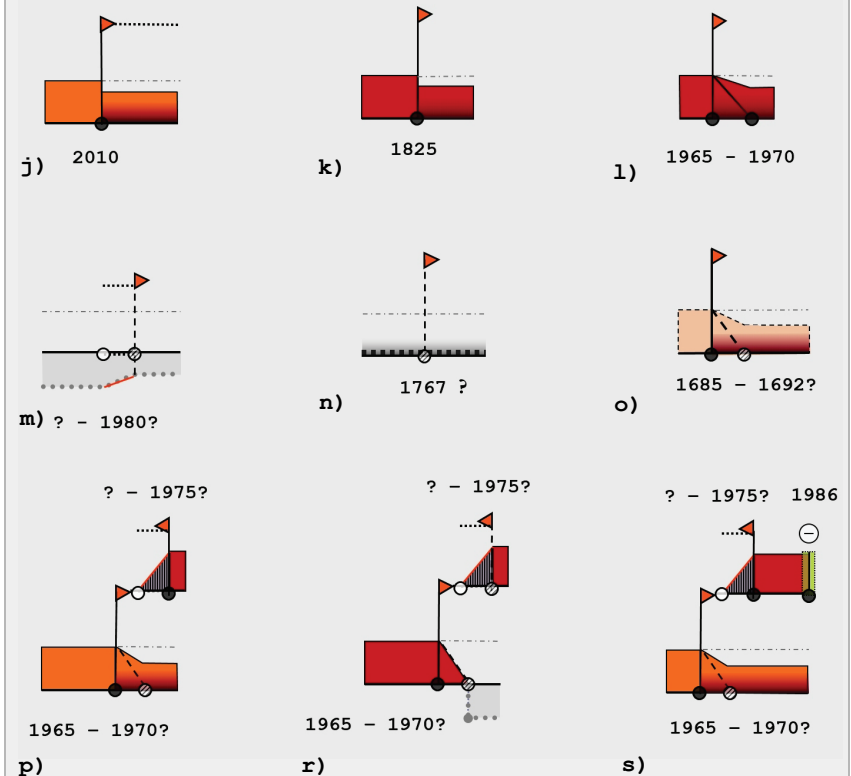 2010
1825
1965 – 1970
j)
k)
l)
1767 ?
1685 – 1692?
m) ? – 1980?
n)
o)
? – 1975?
? – 1975?
? – 1975? 1986
1965 – 1970?
1965 – 1970?
1965 – 1970?
p)
r)
s)